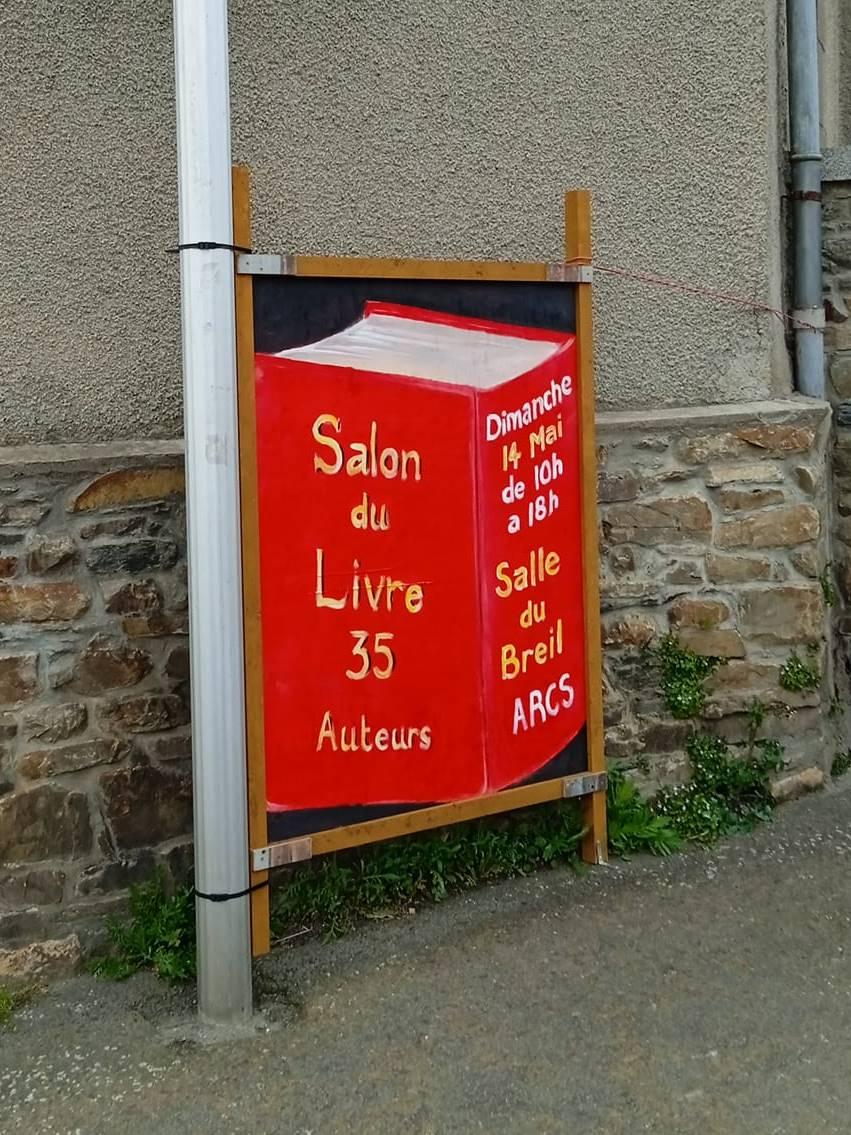 Salon
du
Livre
35
Auteurs
Dimanche
14 Mai
de 10h
a 18h
Salle
du
Breil
ARCS